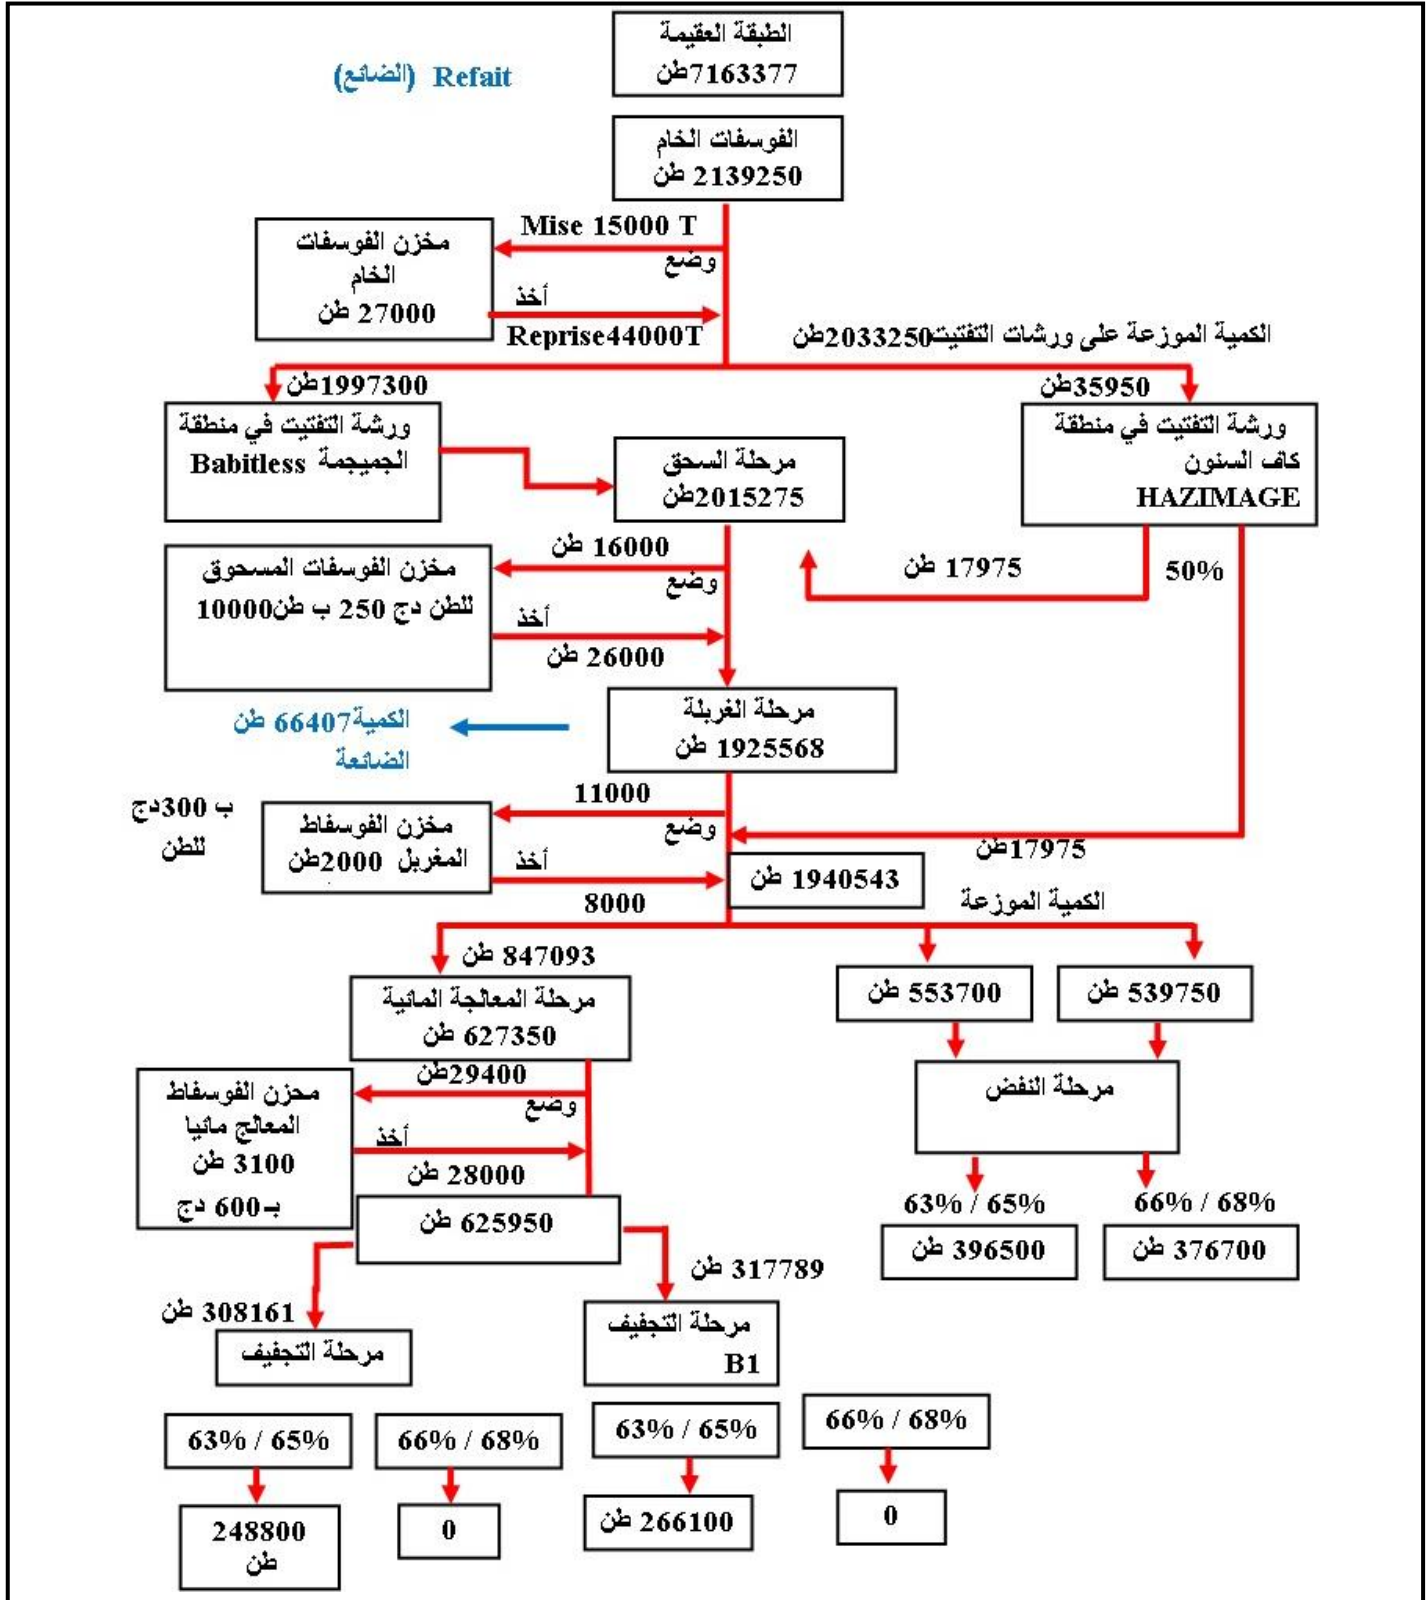 الطبقة العقيمة
7163377طن
Refait (الضائع)
الفوسفات الخام
2139250 طن
Mise 15000 T
وضع
مخزن الفوسفات
الخام
27000 طن
أخذ
Reprise44000T
الكمية الموزعة على ورشات التفتيت2033250طن
1997300طن
35950طن
ورشة التفتيت في منطقة
الجميجمة Babitless
ورشة التفتيت في منطقة
كاف السنون
HAZIMAGE
مرحلة السحق
2015275طن
16000 طن
وضع
17975 طن
50%
مخزن الفوسفات المسحوق
10000طن ب 250 دج للطن
أخذ
26000 طن
مرحلة الغربلة
1925568 طن
الكمية66407 طن
الضائعة
11000
وضع
ب 300دج
للطن
مخزن الفوسفاط
المغربل 2000طن
17975طن
أخذ
8000
1940543 طن
الكمية الموزعة
847093 طن
مرحلة المعالجة المائية
627350 طن
553700 طن
539750 طن
29400طن
وضع
مرحلة النفض
محزن الفوسفاط
المعالج مائيا
3100 طن
بـ 600 دج
أخذ
28000 طن
63% / 65%
66% / 68%
625950 طن
396500 طن
376700 طن
317789 طن
308161 طن
مرحلة التجفيف
B1
مرحلة التجفيف
63% / 65%
66% / 68%
63% / 65%
66% / 68%
248800
طن
0
266100 طن
0